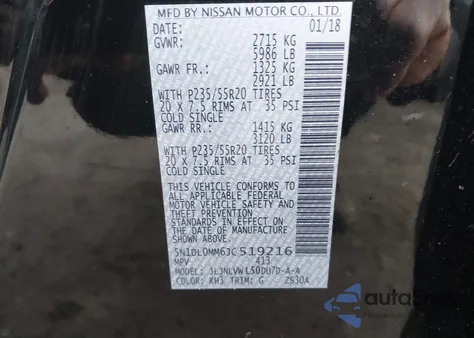 MFD BY NISSAN MOTOR CO., LTD.
DATE: 01/18
GVWR: 2715 KG
5986 LB
GAWR FR.: 1325 KG
2921 LB
WITH P235/55R20 TIRES
20 X 7.5 RIMS AT 35 PSI
COLD SINGLE
GAWR RR.: 1415 KG
3120 LB
WITH P235/55R20 TIRES
20 X 7.5 RIMS AT 35 PSI
COLD SINGLE
THIS VEHICLE CONFORMS TO
ALL APPLICABLE FEDERAL
MOTOR VEHICLE SAFETY AND
THEFT PREVENTION STANDARDS
IN EFFECT ON THE DATE OF
MANUFACTURE SHOWN ABOVE.
5N1DL0MM6JC519216
MPV 413
MODEL: JLJNLVWL50DU7D-A-A
COLOR: KH3 TRIM: G ZS30A